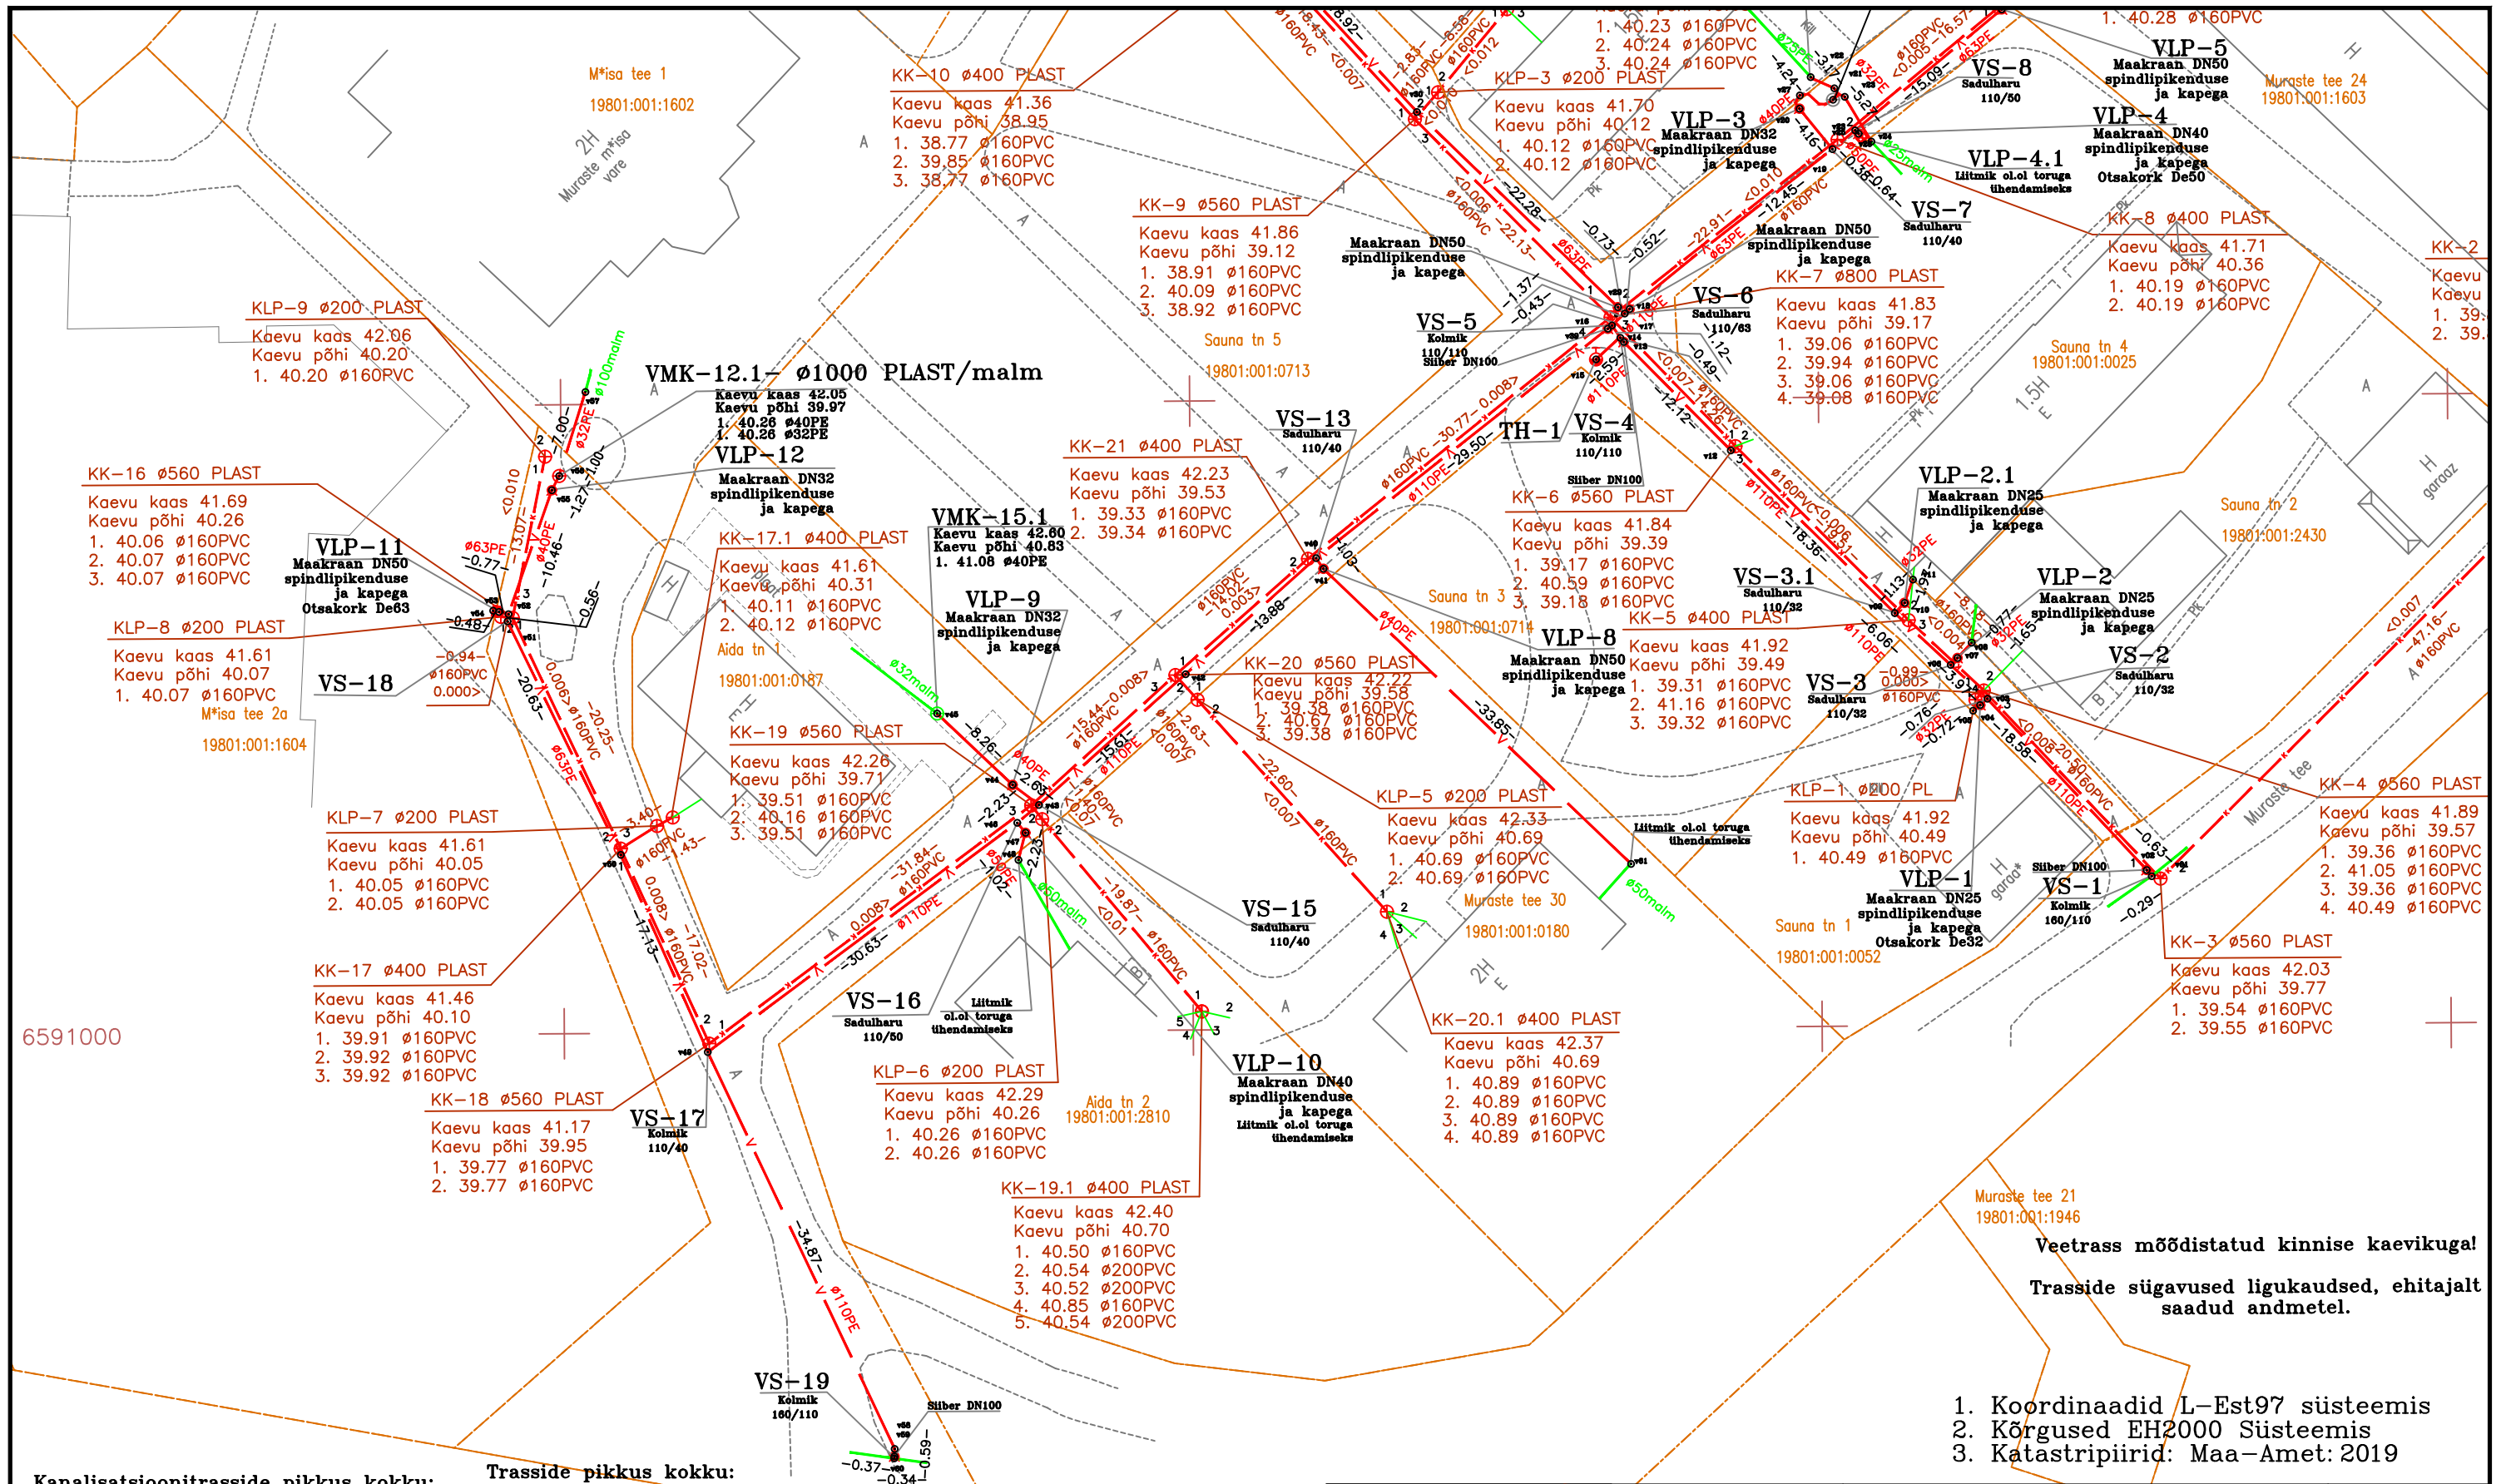 M*isa tee 1
19801:001:1602
2H
Muraste m*isa
vare
KK-10 ø400 PLAST
Kaevu kaas 41.36
Kaevu põhi 38.95
1. 38.77 ø160PVC
2. 39.85 ø160PVC
3. 38.77 ø160PVC
1. 40.23 ø160PVC
2. 40.24 ø160PVC
3. 40.24 ø160PVC
KLP-3 ø200 PLAST
Kaevu kaas 41.70
Kaevu põhi 40.12
1. 40.12 ø160PVC
2. 40.12 ø160PVC
1. 40.28 ø160PVC
VLP-5
Maakraan DN50
spindlipikenduse
ja kapega
VS-8
Sadulharu
110/50
Muraste tee 24
19801:001:1603
VLP-3
Maakraan DN32
spindlipikenduse
ja kapega
VLP-4
Maakraan DN40
spindlipikenduse
ja kapega
Otsakork De50
VLP-4.1
Liitmik ol.ol toruga
ühendamiseks
VS-7
Sadulharu
110/40
KK-9 ø560 PLAST
Kaevu kaas 41.86
Kaevu põhi 39.12
1. 38.91 ø160PVC
2. 40.09 ø160PVC
3. 38.92 ø160PVC
Maakraan DN50
spindlipikenduse
ja kapega
Maakraan DN50
spindlipikenduse
ja kapega
KK-8 ø400 PLAST
Kaevu kaas 41.71
Kaevu põhi 40.36
1. 40.19 ø160PVC
2. 40.19 ø160PVC
KK-2
Kaevu
Kaevu
KK-7 ø800 PLAST
Kaevu kaas 41.83
Kaevu põhi 39.17
1. 39.06 ø160PVC
2. 39.94 ø160PVC
3. 39.06 ø160PVC
4. 39.08 ø160PVC
VS-6
Sadulharu
110/63
VS-5
Kolmik
110/110
Siiber DN100
Sauna tn 5
19801:001:0713
Sauna tn 4
19801:001:0025
1.5H
E
KLP-9 ø200 PLAST
Kaevu kaas 42.06
Kaevu põhi 40.20
1. 40.20 ø160PVC
ø100malm
VMK-12.1- ø1000 PLAST/malm
Kaevu kaas 42.05
Kaevu põhi 39.97
1. 40.26 ø40PE
1. 40.26 ø32PE
VLP-12
Maakraan DN32
spindlipikenduse
ja kapega
VS-13
Sadulharu
110/40
TH-1
VS-4
Kolmik
110/110
Siiber DN100
KK-21 ø400 PLAST
Kaevu kaas 42.23
Kaevu põhi 39.53
1. 39.33 ø160PVC
2. 39.34 ø160PVC
KK-16 ø560 PLAST
Kaevu kaas 41.69
Kaevu põhi 40.26
1. 40.06 ø160PVC
2. 40.07 ø160PVC
3. 40.07 ø160PVC
VLP-11
Maakraan DN50
spindlipikenduse
ja kapega
Otsakork De63
KK-6 ø560 PLAST
Kaevu kaas 41.84
Kaevu põhi 39.39
1. 39.17 ø160PVC
2. 40.59 ø160PVC
3. 39.18 ø160PVC
VLP-2.1
Maakraan DN25
spindlipikenduse
ja kapega
Sauna tn 2
19801:001:2430
H
garaaz
VMK-15.1
Kaevu kaas 42.60
Kaevu põhi 40.83
1. 41.08 ø40PE
KK-17.1 ø400 PLAST
Kaevu kaas 41.61
Kaevu põhi 40.31
1. 40.11 ø160PVC
2. 40.12 ø160PVC
VLP-9
Maakraan DN32
spindlipikenduse
ja kapega
VS-3.1
Sadulharu
110/32
VLP-2
Maakraan DN25
spindlipikenduse
ja kapega
KLP-8 ø200 PLAST
Kaevu kaas 41.61
Kaevu põhi 40.07
1. 40.07 ø160PVC
VS-18
Aida tn 1
19801:001:0187
Sauna tn 3
19801:001:0714
VLP-8
Maakraan DN50
spindlipikenduse
ja kapega
KK-5 ø400 PLAST
Kaevu kaas 41.92
Kaevu põhi 39.49
1. 39.31 ø160PVC
2. 41.16 ø160PVC
3. 39.32 ø160PVC
VS-2
Sadulharu
110/32
VS-3
Sadulharu
110/32
KK-20 ø560 PLAST
Kaevu kaas 42.22
Kaevu põhi 39.58
1. 39.38 ø160PVC
2. 40.67 ø160PVC
3. 39.38 ø160PVC
M*isa tee 2a
19801:001:1604
KK-19 ø560 PLAST
Kaevu kaas 42.26
Kaevu põhi 39.71
1. 39.51 ø160PVC
2. 40.16 ø160PVC
3. 39.51 ø160PVC
KLP-7 ø200 PLAST
Kaevu kaas 41.61
Kaevu põhi 40.05
1. 40.05 ø160PVC
2. 40.05 ø160PVC
KLP-5 ø200 PLAST
Kaevu kaas 42.33
Kaevu põhi 40.69
1. 40.69 ø160PVC
2. 40.69 ø160PVC
Liitmik ol.ol toruga
ühendamiseks
KLP-1 ø200 PL
Kaevu kaas 41.92
Kaevu põhi 40.49
1. 40.49 ø160PVC
KK-4 ø560 PLAST
Kaevu kaas 41.89
Kaevu põhi 39.57
1. 39.36 ø160PVC
2. 41.05 ø160PVC
3. 39.36 ø160PVC
4. 40.49 ø160PVC
Muraste tee
VLP-1
Maakraan DN25
spindlipikenduse
ja kapega
Otsakork De32
Siiber DN100
VS-1
Kolmik
160/110
Muraste tee 30
19801:001:0180
Sauna tn 1
19801:001:0052
KK-3 ø560 PLAST
Kaevu kaas 42.03
Kaevu põhi 39.77
1. 39.54 ø160PVC
2. 39.55 ø160PVC
VS-15
Sadulharu
110/40
KK-17 ø400 PLAST
Kaevu kaas 41.46
Kaevu põhi 40.10
1. 39.91 ø160PVC
2. 39.92 ø160PVC
3. 39.92 ø160PVC
6591000
VS-16
Sadulharu
110/50
Liitmik
ol.ol toruga
ühendamiseks
KK-20.1 ø400 PLAST
Kaevu kaas 42.37
Kaevu põhi 40.69
1. 40.89 ø160PVC
2. 40.89 ø160PVC
3. 40.89 ø160PVC
4. 40.89 ø160PVC
VLP-10
Maakraan DN40
spindlipikenduse
ja kapega
Liitmik ol.ol toruga
ühendamiseks
KLP-6 ø200 PLAST
Kaevu kaas 42.29
Kaevu põhi 40.26
1. 40.26 ø160PVC
2. 40.26 ø160PVC
Aida tn 2
19801:001:2810
KK-18 ø560 PLAST
Kaevu kaas 41.17
Kaevu põhi 39.95
1. 39.77 ø160PVC
2. 39.77 ø160PVC
VS-17
Kolmik
110/40
KK-19.1 ø400 PLAST
Kaevu kaas 42.40
Kaevu põhi 40.70
1. 40.50 ø160PVC
2. 40.54 ø200PVC
3. 40.52 ø200PVC
4. 40.85 ø160PVC
5. 40.54 ø200PVC
-34.87-
ø110PE
Muraste tee 21
19801:001:1946
Veetrass mõõdistatud kinnise kaevikuga!
Trasside sügavused ligukaudsed, ehitajalt
saadud andmetel.
VS-19
Kolmik
160/110
Siiber DN100
-0.37-
-0.34-
-0.59-
1. Koordinaadid L-Est97 süsteemis
2. Kõrgused EH2000 Süsteemis
3. Katastripiirid: Maa-Amet: 2019
Kanalisatsioonitrasside pikkus kokku:
Trasside pikkus kokku: